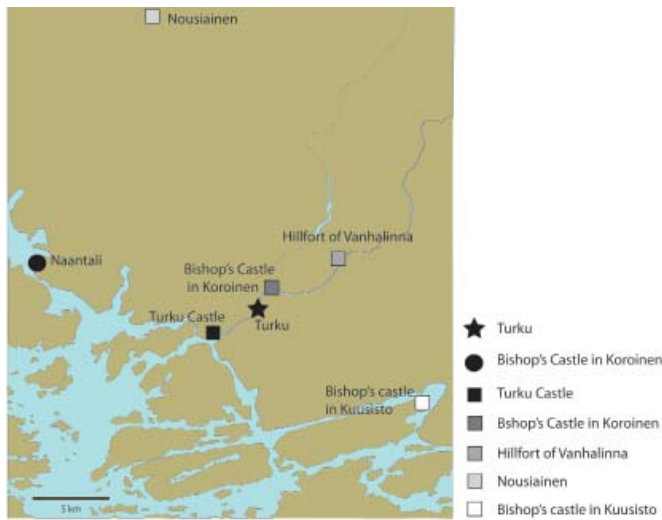 Nousiainen
Hillfort of Vanhalinna
Naantali
Bishop's Castle
in Koroinen
Turku Castle
Turku
Bishop's castle
in Kuusisto
5 km
Turku
Bishop's Castle in Koroinen
Turku Castle
Bshop's Castle in Koroinen
Hillfort of Vanhalinna
Nousiainen
Bishop's castle in Kuusisto